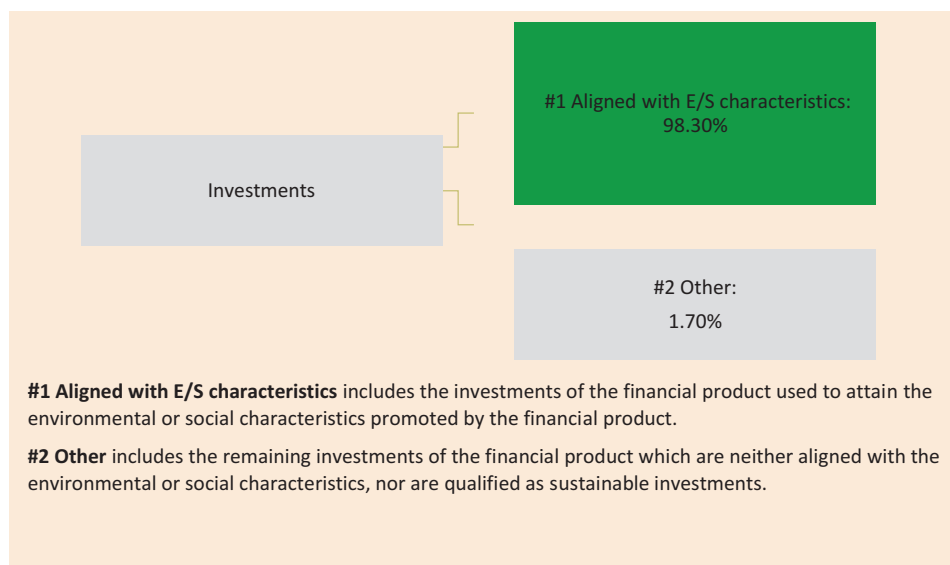 #1 Aligned with E/S characteristics:
98.30%
Investments
#2 Other:
1.70%
#1 Aligned with E/S characteristics includes the investments of the financial product used to attain the
environmental or social characteristics promoted by the financial product.
#2 Other includes the remaining investments of the financial product which are neither aligned with the
environmental or social characteristics, nor are qualified as sustainable investments.